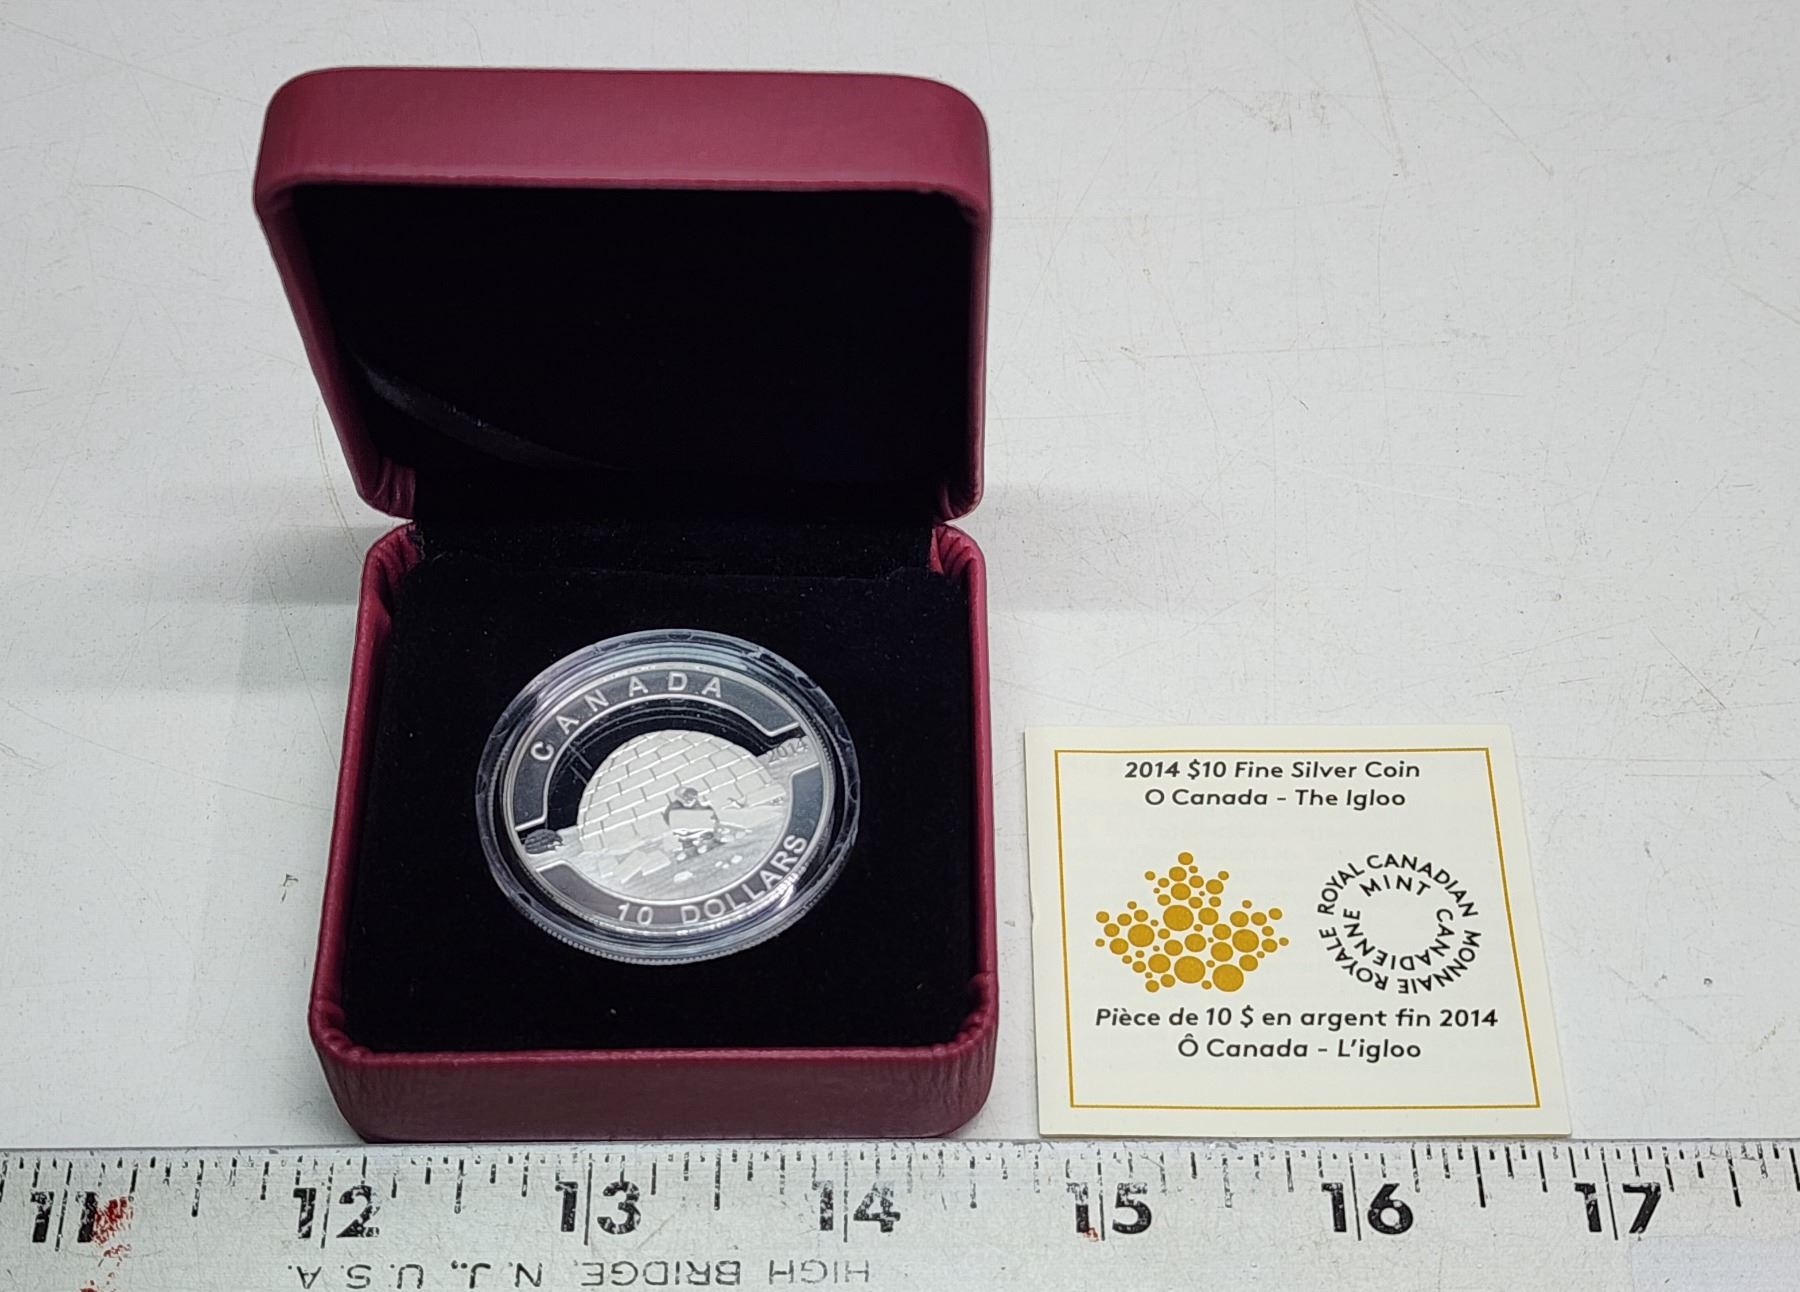 CANADA
2014
10 DOLLARS
2014 $10 Fine Silver Coin
O Canada - The Igloo
ROYAL CANADIAN MINT
MONNAIE ROYALE CANADIENNE
Pièce de 10 $ en argent fin 2014
Ô Canada - L'igloo
11 12 13 14 15 16 17
HIGH BRIDGE, N.J., U.S.A.